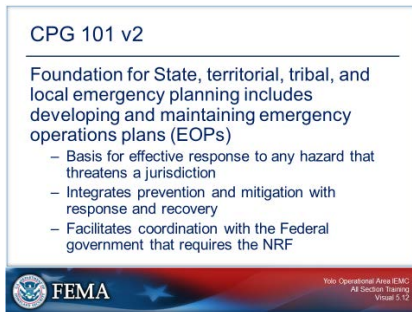 CPG 101 v2
Foundation for State, territorial, tribal, and
local emergency planning includes
developing and maintaining emergency
operations plans (EOPs)
– Basis for effective response to any hazard that
threatens a jurisdiction
– Integrates prevention and mitigation with
response and recovery
– Facilitates coordination with the Federal
government that requires the NRF
FEMA
Yolo Operational Area IEMC
All Section Training
Visual 5.12